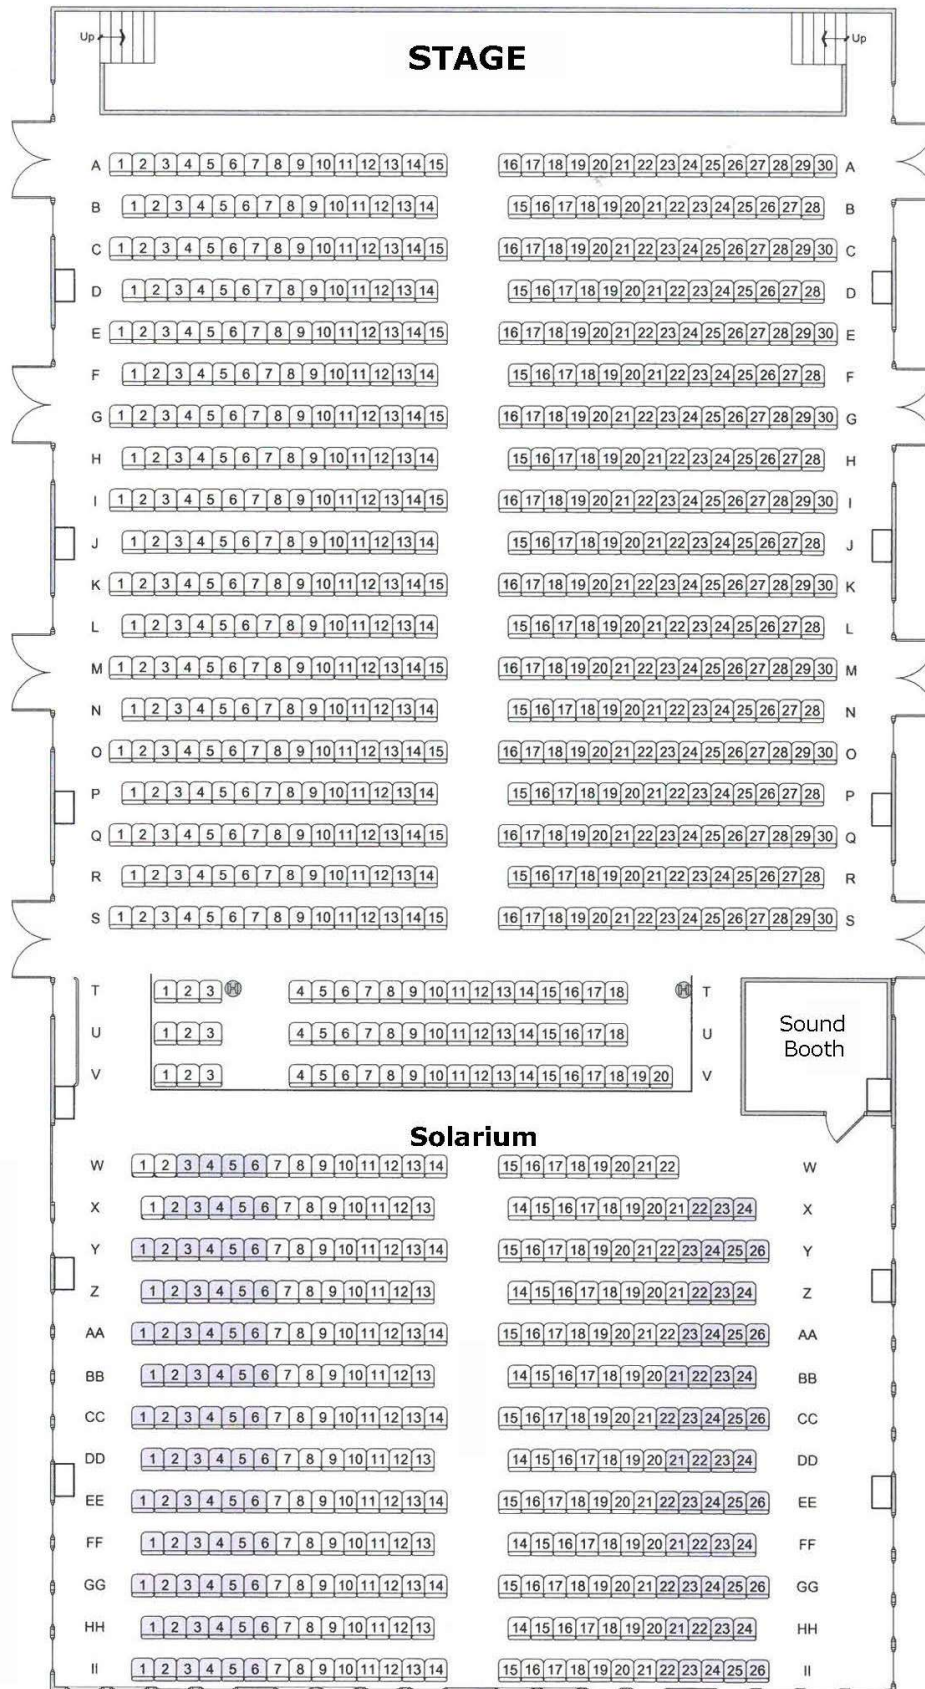 Up STAGE Up
A 1 2 3 4 5 6 7 8 9 10 11 12 13 14 15 16 17 18 19 20 21 22 23 24 25 26 27 28 29 30 A
B 1 2 3 4 5 6 7 8 9 10 11 12 13 14 15 16 17 18 19 20 21 22 23 24 25 26 27 28 B
C 1 2 3 4 5 6 7 8 9 10 11 12 13 14 15 16 17 18 19 20 21 22 23 24 25 26 27 28 29 30 C
D 1 2 3 4 5 6 7 8 9 10 11 12 13 14 15 16 17 18 19 20 21 22 23 24 25 26 27 28 D
E 1 2 3 4 5 6 7 8 9 10 11 12 13 14 15 16 17 18 19 20 21 22 23 24 25 26 27 28 29 30 E
F 1 2 3 4 5 6 7 8 9 10 11 12 13 14 15 16 17 18 19 20 21 22 23 24 25 26 27 28 F
G 1 2 3 4 5 6 7 8 9 10 11 12 13 14 15 16 17 18 19 20 21 22 23 24 25 26 27 28 29 30 G
H 1 2 3 4 5 6 7 8 9 10 11 12 13 14 15 16 17 18 19 20 21 22 23 24 25 26 27 28 H
I 1 2 3 4 5 6 7 8 9 10 11 12 13 14 15 16 17 18 19 20 21 22 23 24 25 26 27 28 29 30 I
J 1 2 3 4 5 6 7 8 9 10 11 12 13 14 15 16 17 18 19 20 21 22 23 24 25 26 27 28 J
K 1 2 3 4 5 6 7 8 9 10 11 12 13 14 15 16 17 18 19 20 21 22 23 24 25 26 27 28 29 30 K
L 1 2 3 4 5 6 7 8 9 10 11 12 13 14 15 16 17 18 19 20 21 22 23 24 25 26 27 28 L
M 1 2 3 4 5 6 7 8 9 10 11 12 13 14 15 16 17 18 19 20 21 22 23 24 25 26 27 28 29 30 M
N 1 2 3 4 5 6 7 8 9 10 11 12 13 14 15 16 17 18 19 20 21 22 23 24 25 26 27 28 N
O 1 2 3 4 5 6 7 8 9 10 11 12 13 14 15 16 17 18 19 20 21 22 23 24 25 26 27 28 29 30 O
P 1 2 3 4 5 6 7 8 9 10 11 12 13 14 15 16 17 18 19 20 21 22 23 24 25 26 27 28 P
Q 1 2 3 4 5 6 7 8 9 10 11 12 13 14 15 16 17 18 19 20 21 22 23 24 25 26 27 28 29 30 Q
R 1 2 3 4 5 6 7 8 9 10 11 12 13 14 15 16 17 18 19 20 21 22 23 24 25 26 27 28 R
S 1 2 3 4 5 6 7 8 9 10 11 12 13 14 15 16 17 18 19 20 21 22 23 24 25 26 27 28 29 30 S
T 1 2 3 H 4 5 6 7 8 9 10 11 12 13 14 15 16 17 18 H T
U 1 2 3 4 5 6 7 8 9 10 11 12 13 14 15 16 17 18 U
V 1 2 3 4 5 6 7 8 9 10 11 12 13 14 15 16 17 18 19 20 V
Sound
Booth
Solarium
W 1 2 3 4 5 6 7 8 9 10 11 12 13 14 15 16 17 18 19 20 21 22 W
X 1 2 3 4 5 6 7 8 9 10 11 12 13 14 15 16 17 18 19 20 21 22 23 24 X
Y 1 2 3 4 5 6 7 8 9 10 11 12 13 14 15 16 17 18 19 20 21 22 23 24 25 26 Y
Z 1 2 3 4 5 6 7 8 9 10 11 12 13 14 15 16 17 18 19 20 21 22 23 24 Z
AA 1 2 3 4 5 6 7 8 9 10 11 12 13 14 15 16 17 18 19 20 21 22 23 24 25 26 AA
BB 1 2 3 4 5 6 7 8 9 10 11 12 13 14 15 16 17 18 19 20 21 22 23 24 BB
CC 1 2 3 4 5 6 7 8 9 10 11 12 13 14 15 16 17 18 19 20 21 22 23 24 25 26 CC
DD 1 2 3 4 5 6 7 8 9 10 11 12 13 14 15 16 17 18 19 20 21 22 23 24 DD
EE 1 2 3 4 5 6 7 8 9 10 11 12 13 14 15 16 17 18 19 20 21 22 23 24 25 26 EE
FF 1 2 3 4 5 6 7 8 9 10 11 12 13 14 15 16 17 18 19 20 21 22 23 24 FF
GG 1 2 3 4 5 6 7 8 9 10 11 12 13 14 15 16 17 18 19 20 21 22 23 24 25 26 GG
HH 1 2 3 4 5 6 7 8 9 10 11 12 13 14 15 16 17 18 19 20 21 22 23 24 HH
II 1 2 3 4 5 6 7 8 9 10 11 12 13 14 15 16 17 18 19 20 21 22 23 24 25 26 II